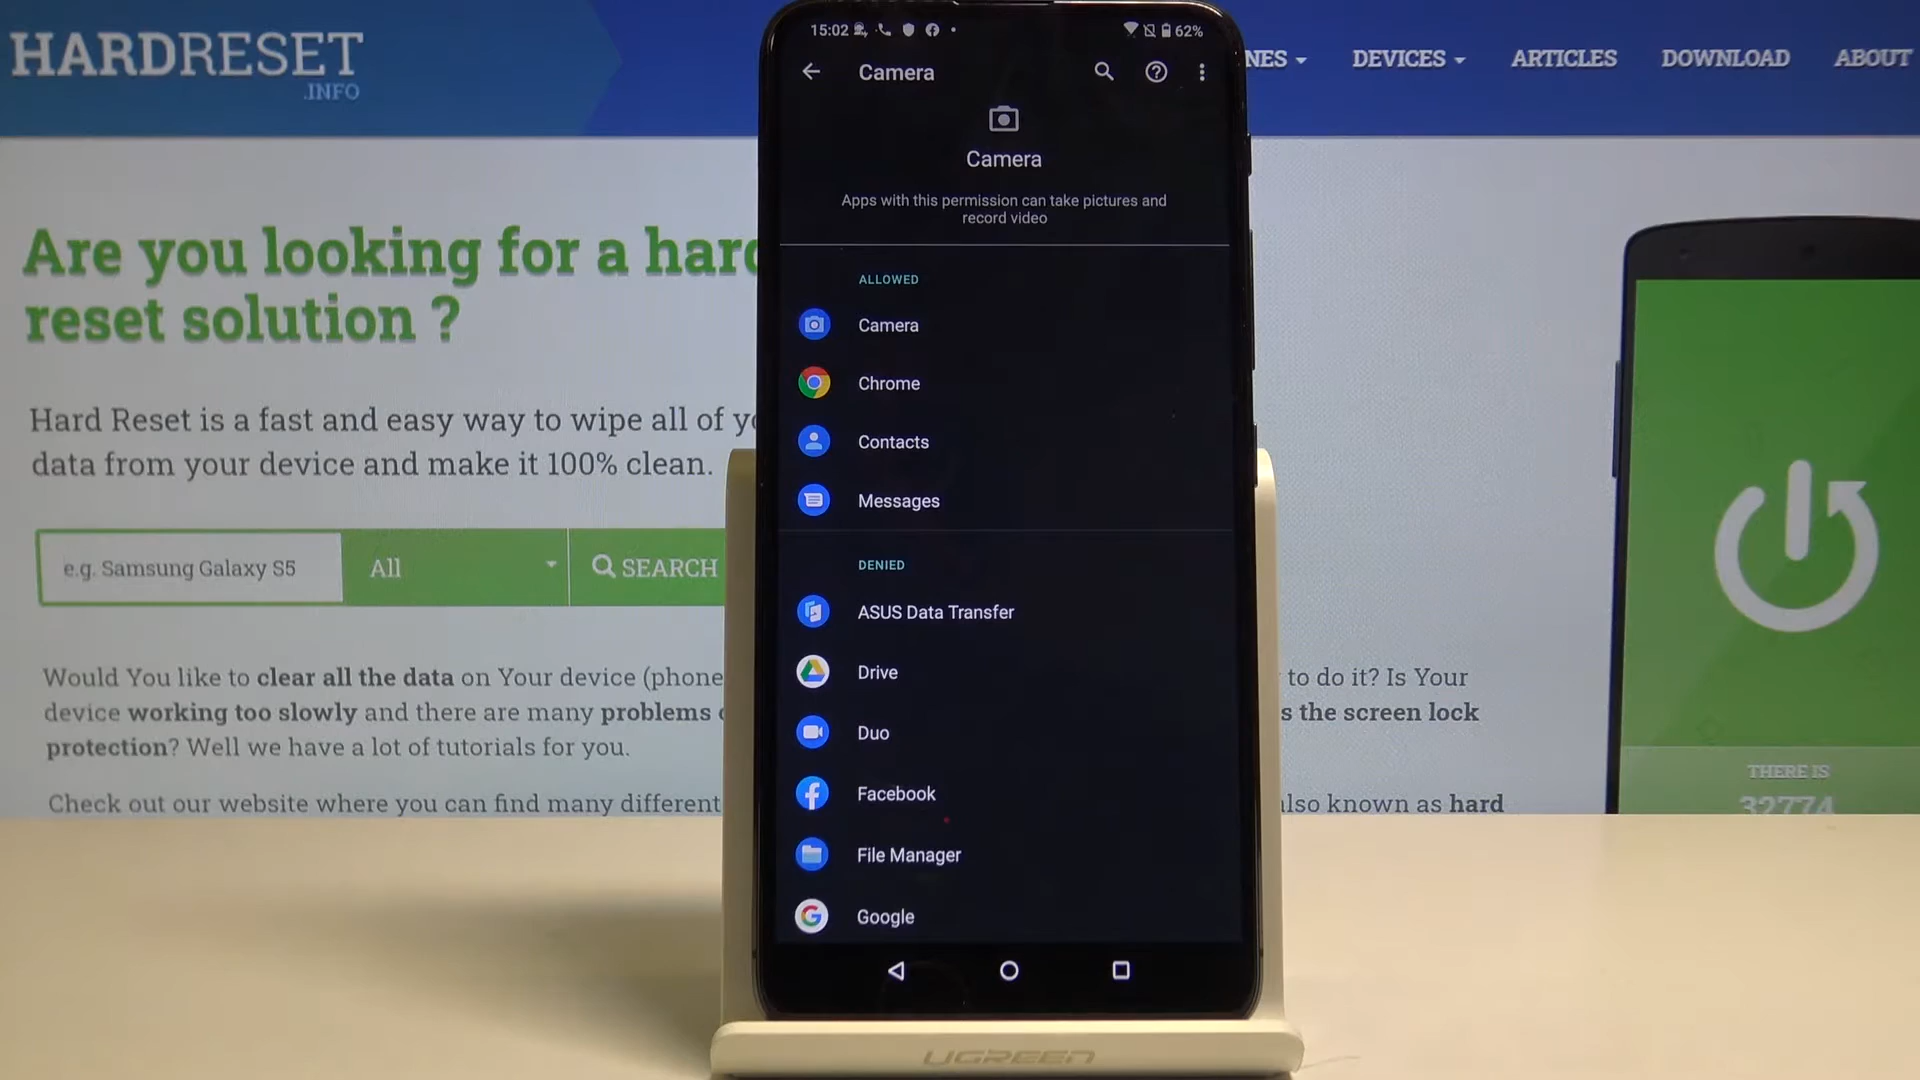 HARDRESET
.INFO
NES
DEVICES
ARTICLES
DOWNLOAD
ABOUT
Are you looking for a hard
reset solution ?
Hard Reset is a fast and easy way to wipe all of
data from your device and make it 100% clean.
e.g. Samsung Galaxy S5
All
SEARCH
Would You like to clear all the data on Your device (phone
device working too slowly and there are many problems
protection? Well we have a lot of tutorials for you.
Check out our website where you can find many different
to do it? Is Your
s the screen lock
also known as hard
THERE IS
32774
15:02
62%
Camera
Camera
Apps with this permission can take pictures and
record video
ALLOWED
Camera
Chrome
Contacts
Messages
DENIED
ASUS Data Transfer
Drive
Duo
Facebook
File Manager
Google
UGREEN